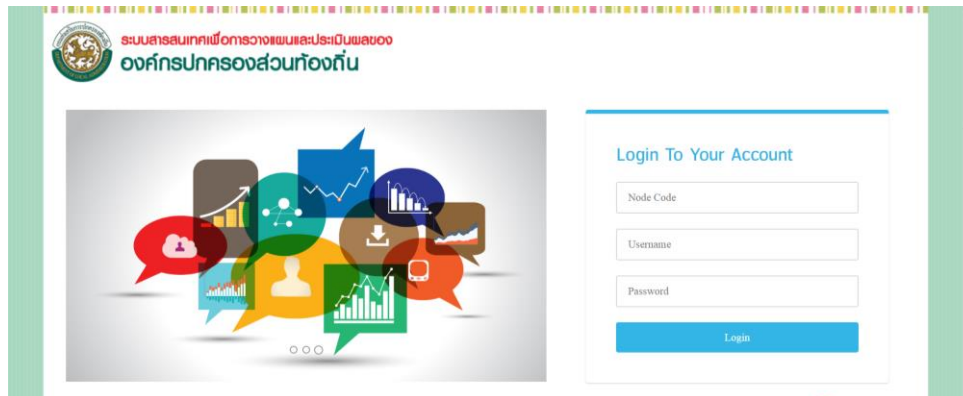 ระบบสารสนเทศเพื่อการวางแผนและประเมินผลของ
องค์กรปกครองส่วนท้องถิ่น
Login To Your Account
Node Code
Username
Password
Login